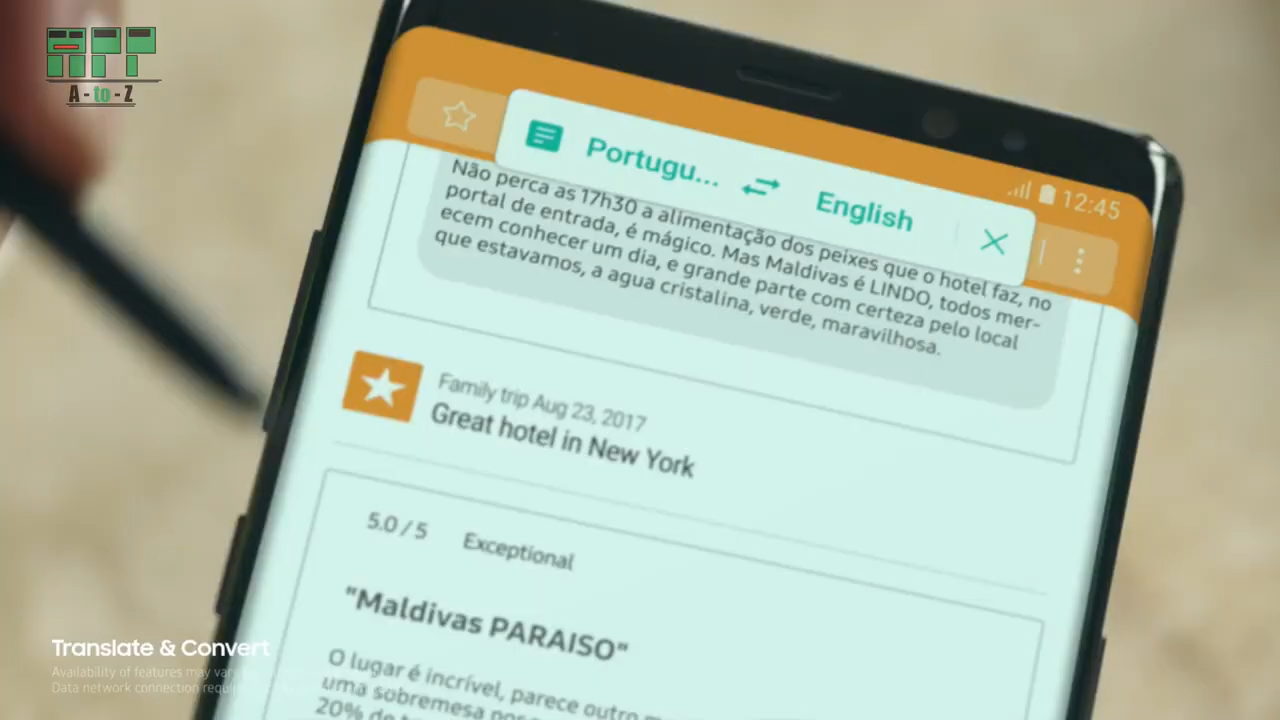 A-to-Z
Portugu...
English
12:45
Não perca as 17h30 a alimentação dos peixes que o hotel faz, no
portal de entrada, é mágico. Mas Maldivas é LINDO, todos mer-
ecem conhecer um dia, e grande parte com certeza pelo local
que estavamos, a agua cristalina, verde, maravilhosa.
Family trip Aug 23, 2017
Great hotel in New York
5.0 / 5 Exceptional
"Maldivas PARAISO"
O lugar é incrível, parece outro
uma sobremesa
20% de
Translate & Convert
Availability of features may vary
Data network connection